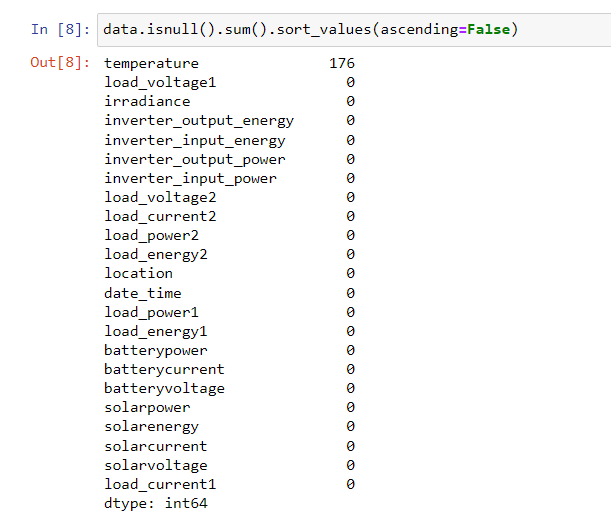 In [8]: data.isnull().sum().sort_values(ascending=False)
Out[8]: temperature 176
load_voltage1 0
irradiance 0
inverter_output_energy 0
inverter_input_energy 0
inverter_output_power 0
inverter_input_power 0
load_voltage2 0
load_current2 0
load_power2 0
load_energy2 0
location 0
date_time 0
load_power1 0
load_energy1 0
batterypower 0
batterycurrent 0
batteryvoltage 0
solarpower 0
solarenergy 0
solarcurrent 0
solarvoltage 0
load_current1 0
dtype: int64